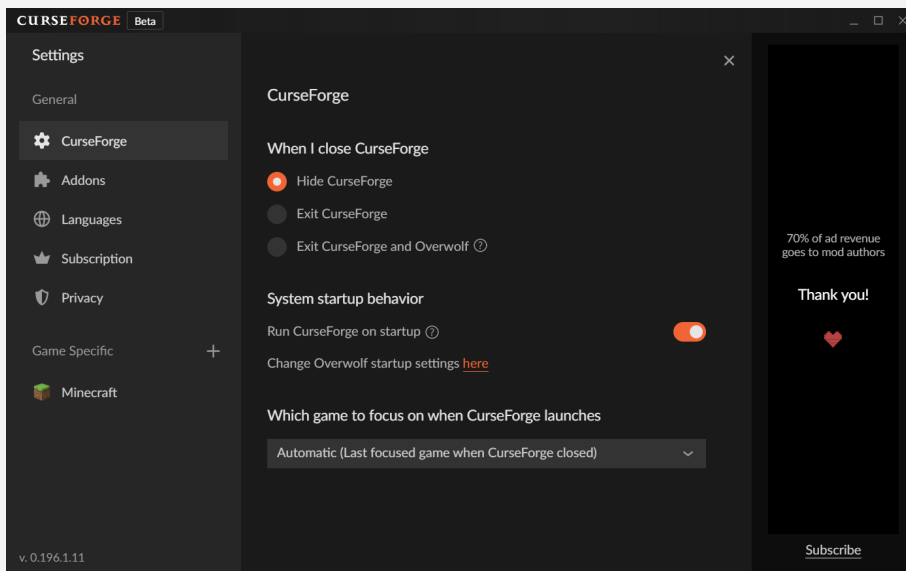 CURSEFORGE Beta
Settings
General
CurseForge
Addons
Languages
Subscription
Privacy
Game Specific
Minecraft
v. 0.196.1.11
CurseForge
When I close CurseForge
Hide CurseForge
Exit CurseForge
Exit CurseForge and Overwolf
System startup behavior
Run CurseForge on startup
Change Overwolf startup settings here
Which game to focus on when CurseForge launches
Automatic (Last focused game when CurseForge closed)
70% of ad revenue
goes to mod authors
Thank you!
Subscribe